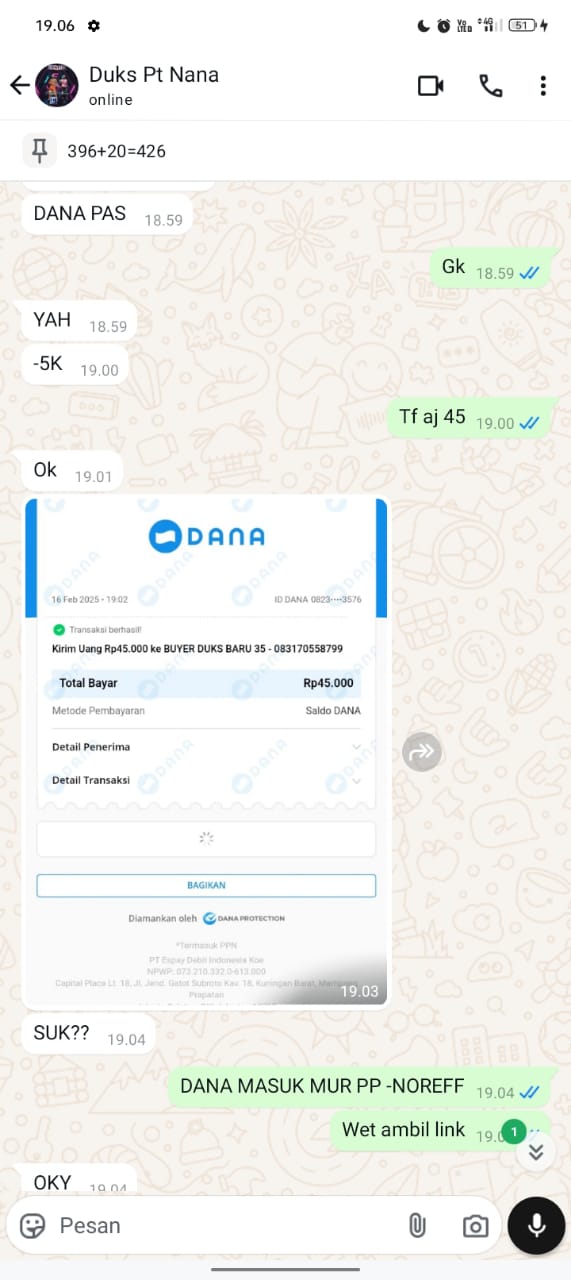 19.06
Vo
LTE
4G
51
Duks Pt Nana
online
396+20=426
DANA PAS 18.59
Gk 18.59
YAH 18.59
-5K 19.00
Tf aj 45 19.00
Ok 19.01
DANA
16 Feb 2025 • 19:02 ID DANA 0823····3576
Transaksi berhasil!
Kirim Uang Rp45.000 ke BUYER DUKS BARU 35 - 083170558799
Total Bayar Rp45.000
Metode Pembayaran Saldo DANA
Detail Penerima
Detail Transaksi
BAGIKAN
Diamankan oleh DANA PROTECTION
*Termasuk PPN
PT Espay Debit Indonesia Koe
NPWP: 073.210.332.0-613.000
Capital Place Lt. 18, Jl. Jend. Gatot Subroto Kav. 18, Kuningan Barat,
Prapatan
19.03
SUK?? 19.04
DANA MASUK MUR PP -NOREFF 19.04
Wet ambil link
1
OKY 19.04
Pesan